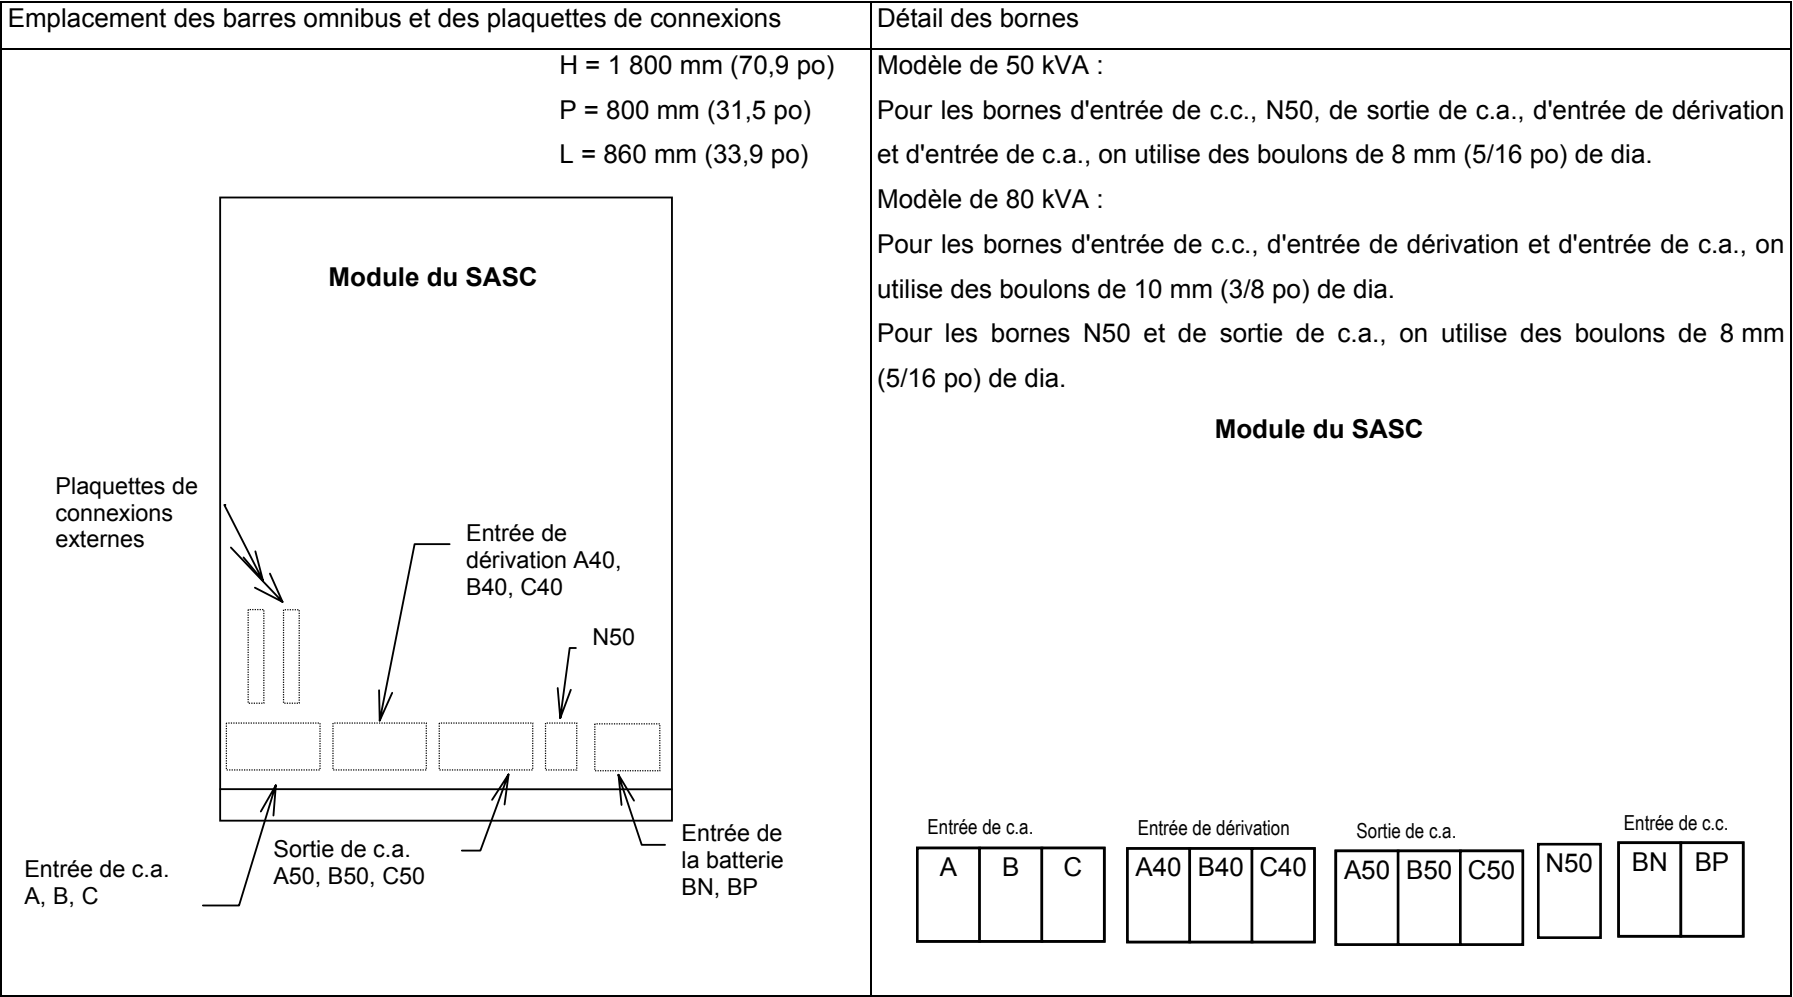 Emplacement des barres omnibus et des plaquettes de connexions
H = 1 800 mm (70,9 po)
P = 800 mm (31,5 po)
L = 860 mm (33,9 po)
Module du SASC
Plaquettes de
connexions
externes
Entrée de
dérivation A40,
B40, C40
N50
Entrée de c.a.
A, B, C
Sortie de c.a.
A50, B50, C50
Entrée de
la batterie
BN, BP
Détail des bornes
Modèle de 50 kVA :
Pour les bornes d'entrée de c.c., N50, de sortie de c.a., d'entrée de dérivation
et d'entrée de c.a., on utilise des boulons de 8 mm (5/16 po) de dia.
Modèle de 80 kVA :
Pour les bornes d'entrée de c.c., d'entrée de dérivation et d'entrée de c.a., on
utilise des boulons de 10 mm (3/8 po) de dia.
Pour les bornes N50 et de sortie de c.a., on utilise des boulons de 8 mm
(5/16 po) de dia.
Module du SASC
Entrée de c.a.
A B C
Entrée de dérivation
A40 B40 C40
Sortie de c.a.
A50 B50 C50
N50
Entrée de c.c.
BN BP